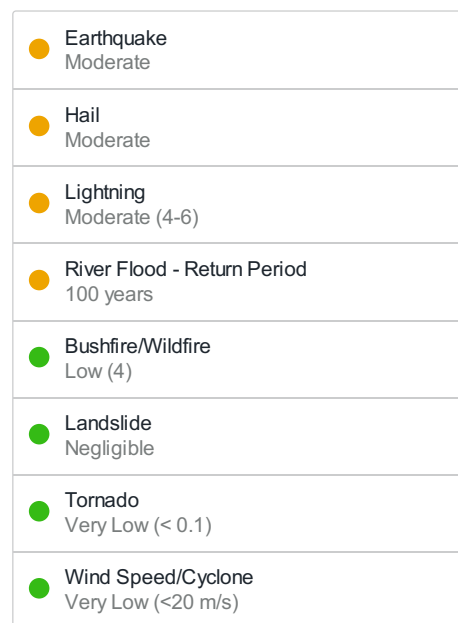 Earthquake
Moderate
Hail
Moderate
Lightning
Moderate (4-6)
River Flood - Return Period
100 years
Bushfire/Wildfire
Low (4)
Landslide
Negligible
Tornado
Very Low (< 0.1)
Wind Speed/Cyclone
Very Low (<20 m/s)